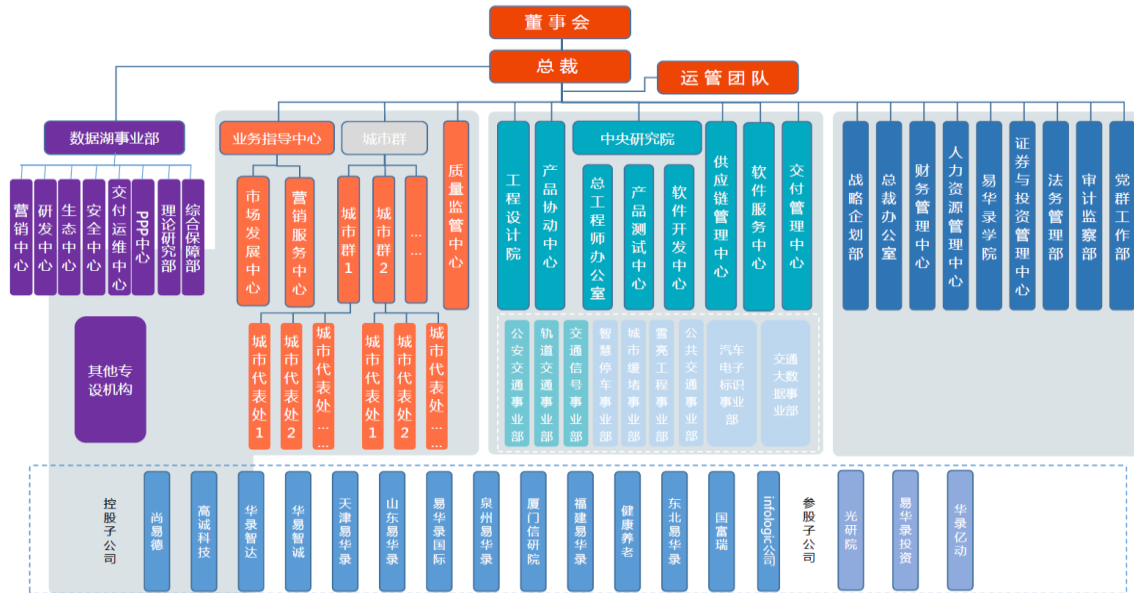 董事会
总裁
运管团队
数据湖事业部
业务指导中心
城市群
质量监管中心
工程设计院
产品协动中心
中央研究院
供应链管理中心
软件服务中心
交付管理中心
战略企划部
总裁办公室
财务管理中心
人力资源管理中心
易华录学院
证券与投资管理中心
法务管理部
审计监察部
党群工作部
营销中心
研发中心
生态中心
安全中心
交付运维中心
PPP中心
理论研究部
综合保障部
市场发展中心
营销服务中心
城市群1
城市群2
……
总工程师办公室
产品测试中心
软件开发中心
其他专设机构
城市代表处1
城市代表处2
城市代表处……
城市代表处1
城市代表处2
城市代表处……
公安交通事业部
轨道交通事业部
交通信号事业部
智慧停车事业部
城市缓堵事业部
雪亮工程事业部
公共交通事业部
汽车电子标识事业部
交通大数据事业部
控股子公司
尚易德
高诚科技
华录智达
华易智诚
天津易华录
山东易华录
易华录国际
泉州易华录
厦门信研院
福建易华录
健康养老
东北易华录
国富瑞
infologic公司
参股子公司
光研院
易华录投资
华录亿动